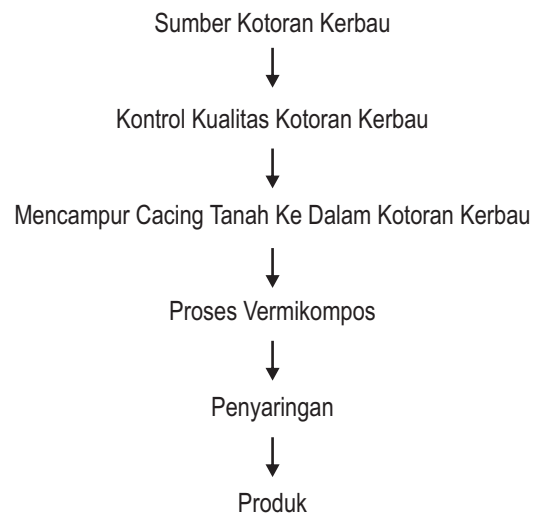 Sumber Kotoran Kerbau
Kontrol Kualitas Kotoran Kerbau
Mencampur Cacing Tanah Ke Dalam Kotoran Kerbau
Proses Vermikompos
Penyaringan
Produk